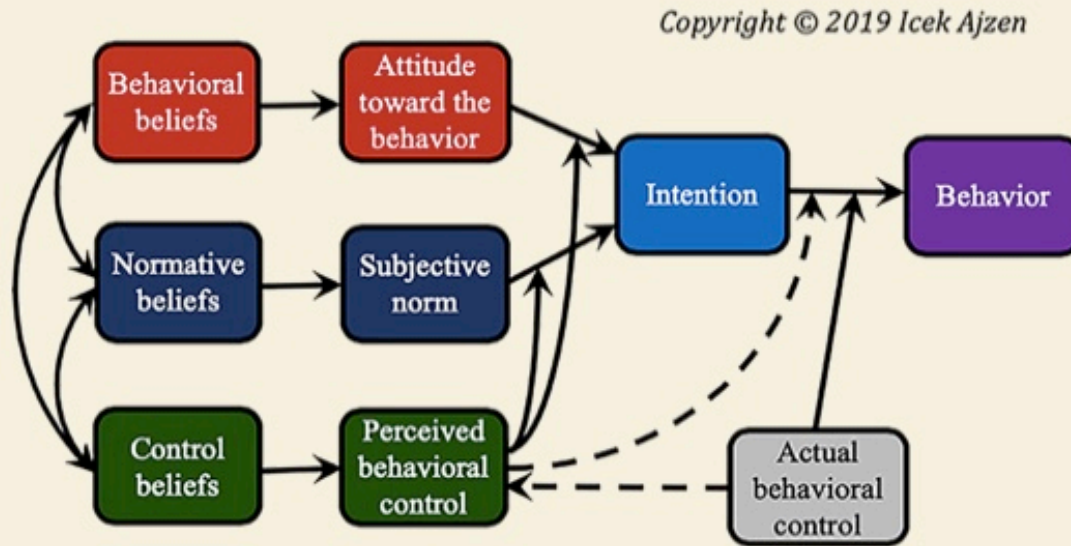 Copyright © 2019 Icek Ajzen
Behavioral
beliefs
Attitude
toward the
behavior
Intention
Behavior
Normative
beliefs
Subjective
norm
Control
beliefs
Perceived
behavioral
control
Actual
behavioral
control